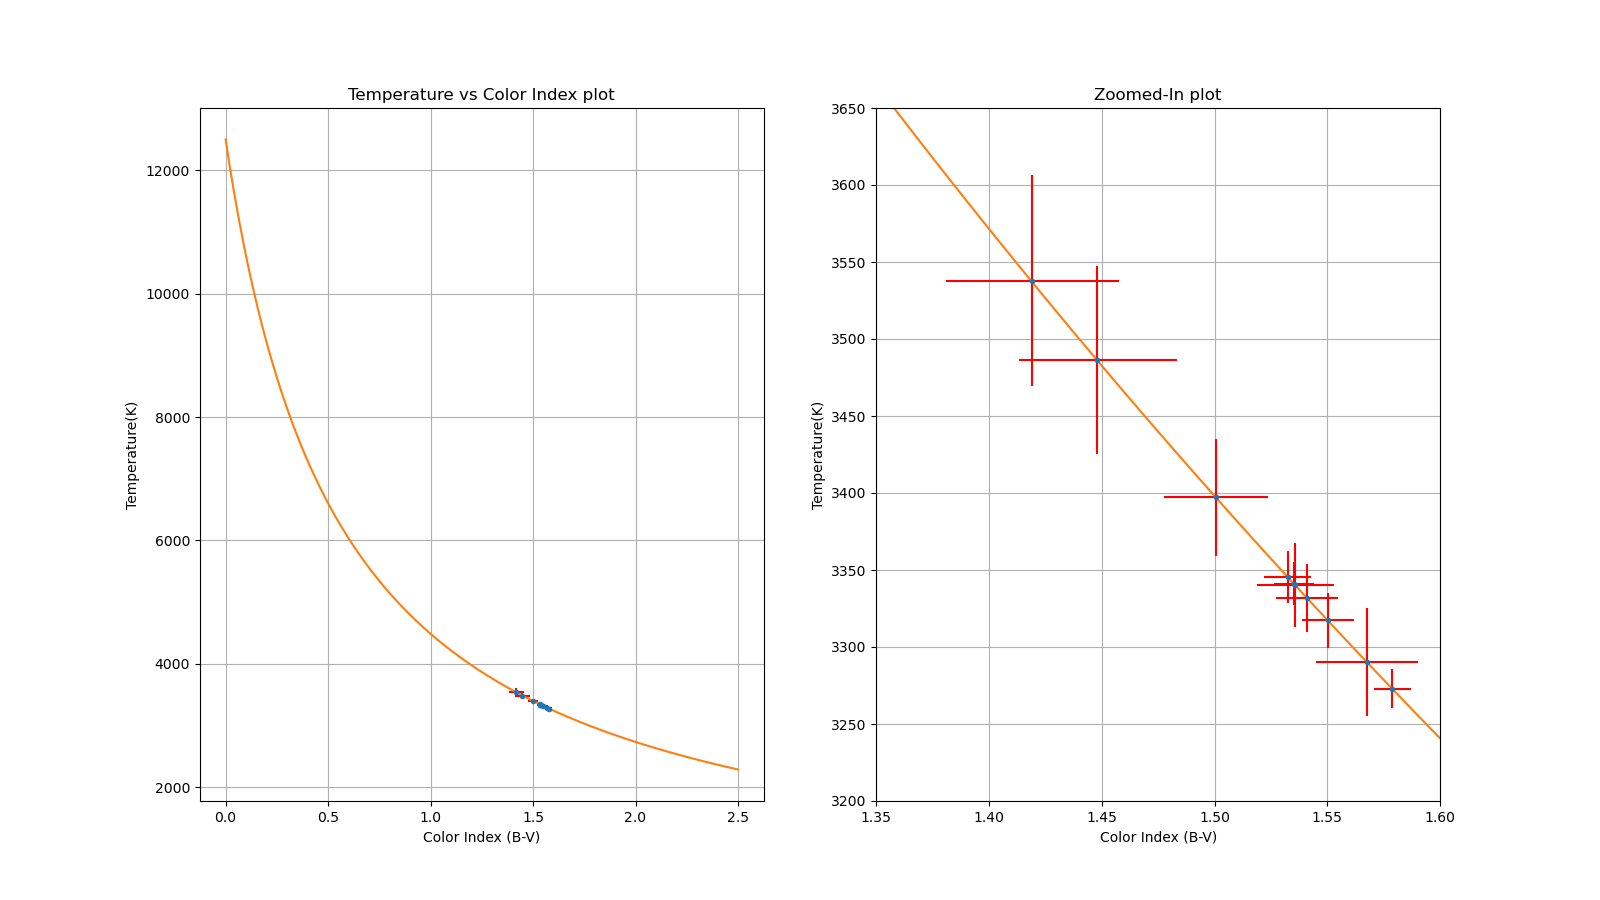 Temperature vs Color Index plot
12000
10000
8000
6000
4000
2000
Temperature(K)
0.0 0.5 1.0 1.5 2.0 2.5
Color Index (B-V)
Zoomed-In plot
3650
3600
3550
3500
3450
3400
3350
3300
3250
3200
Temperature(K)
1.35 1.40 1.45 1.50 1.55 1.60
Color Index (B-V)